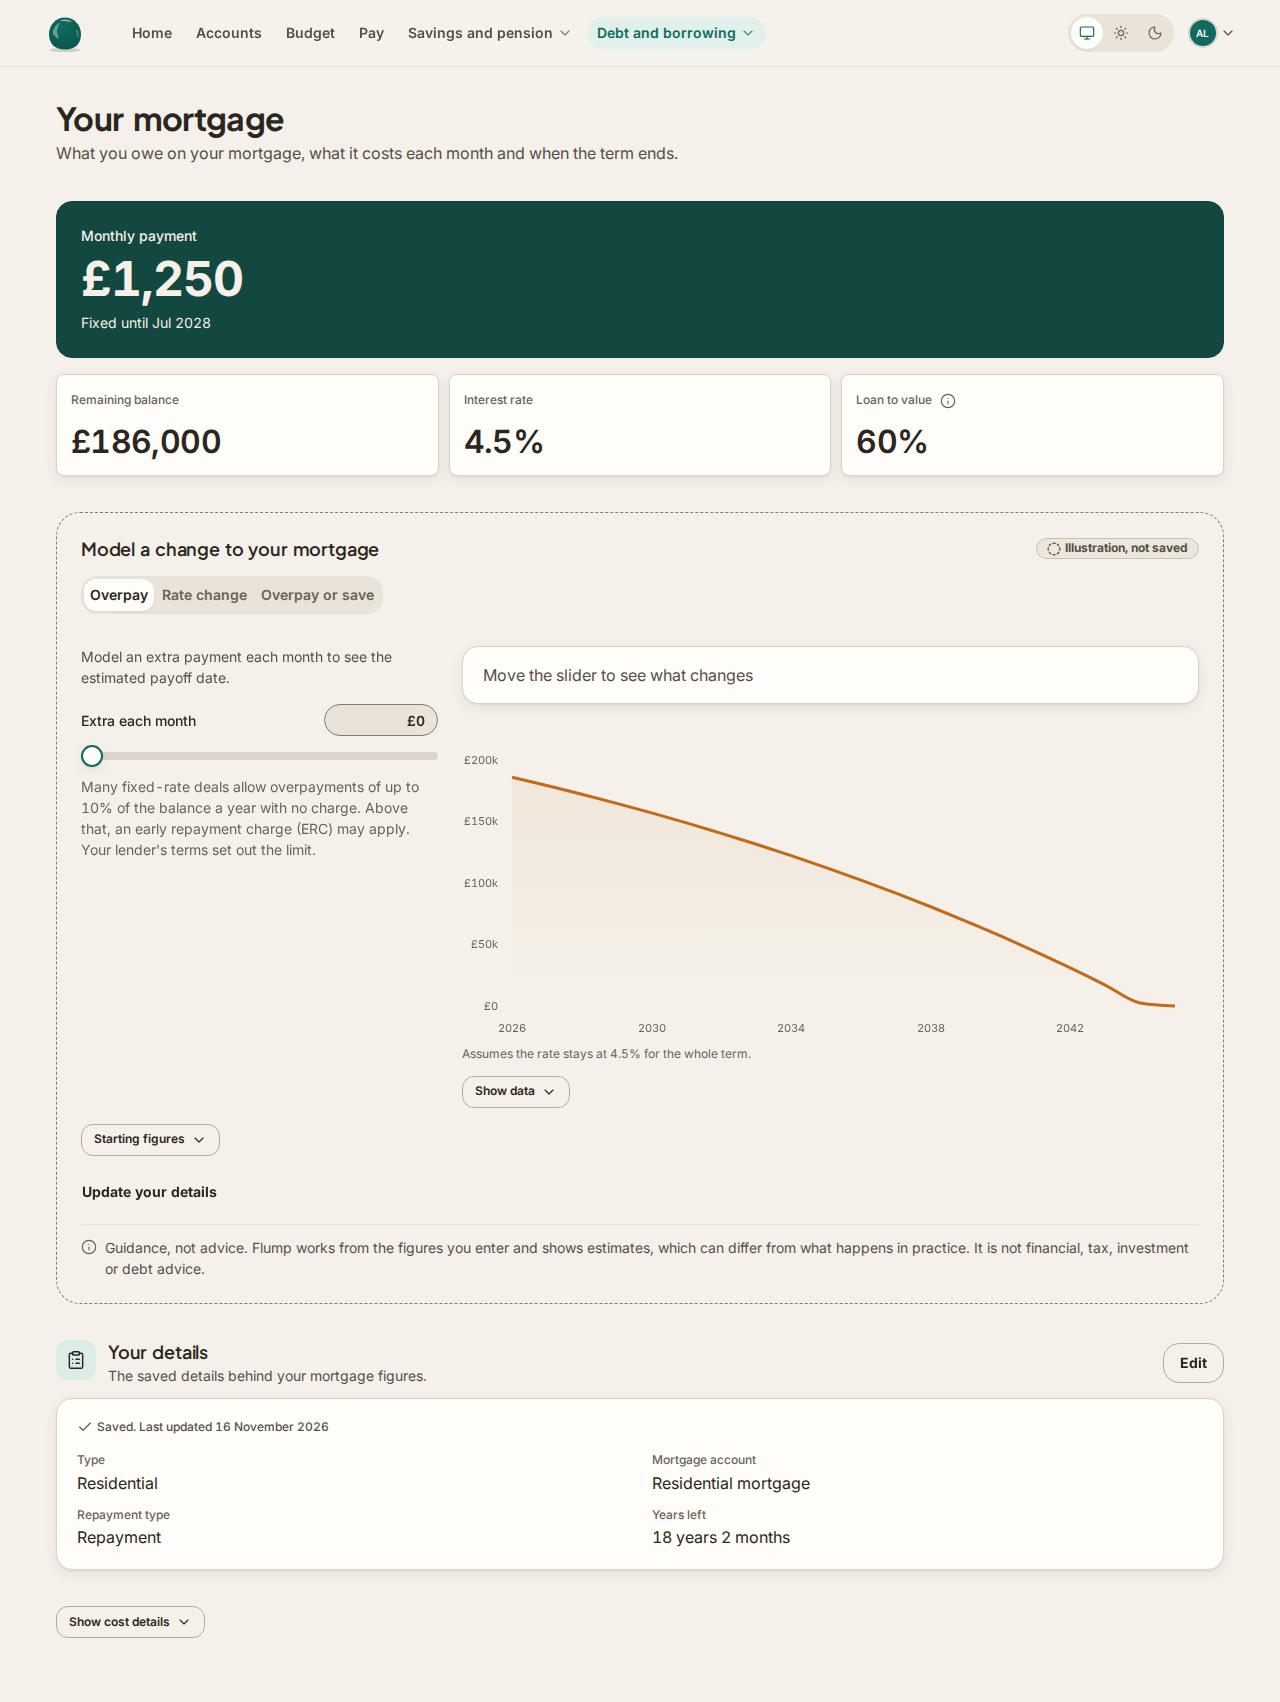 Home Accounts Budget Pay Savings and pension Debt and borrowing AL
Your mortgage
What you owe on your mortgage, what it costs each month and when the term ends.
Monthly payment
£1,250
Fixed until Jul 2028
Remaining balance
£186,000
Interest rate
4.5%
Loan to value
60%
Model a change to your mortgage
Illustration, not saved
Overpay Rate change Overpay or save
Model an extra payment each month to see the
estimated payoff date.
Extra each month £0
Many fixed-rate deals allow overpayments of up to
10% of the balance a year with no charge. Above
that, an early repayment charge (ERC) may apply.
Your lender's terms set out the limit.
Move the slider to see what changes
£200k
£150k
£100k
£50k
£0
2026 2030 2034 2038 2042
Assumes the rate stays at 4.5% for the whole term.
Show data
Starting figures
Update your details
Guidance, not advice. Flump works from the figures you enter and shows estimates, which can differ from what happens in practice. It is not financial, tax, investment
or debt advice.
Your details
The saved details behind your mortgage figures.
Edit
Saved. Last updated 16 November 2026
Type
Residential
Mortgage account
Residential mortgage
Repayment type
Repayment
Years left
18 years 2 months
Show cost details